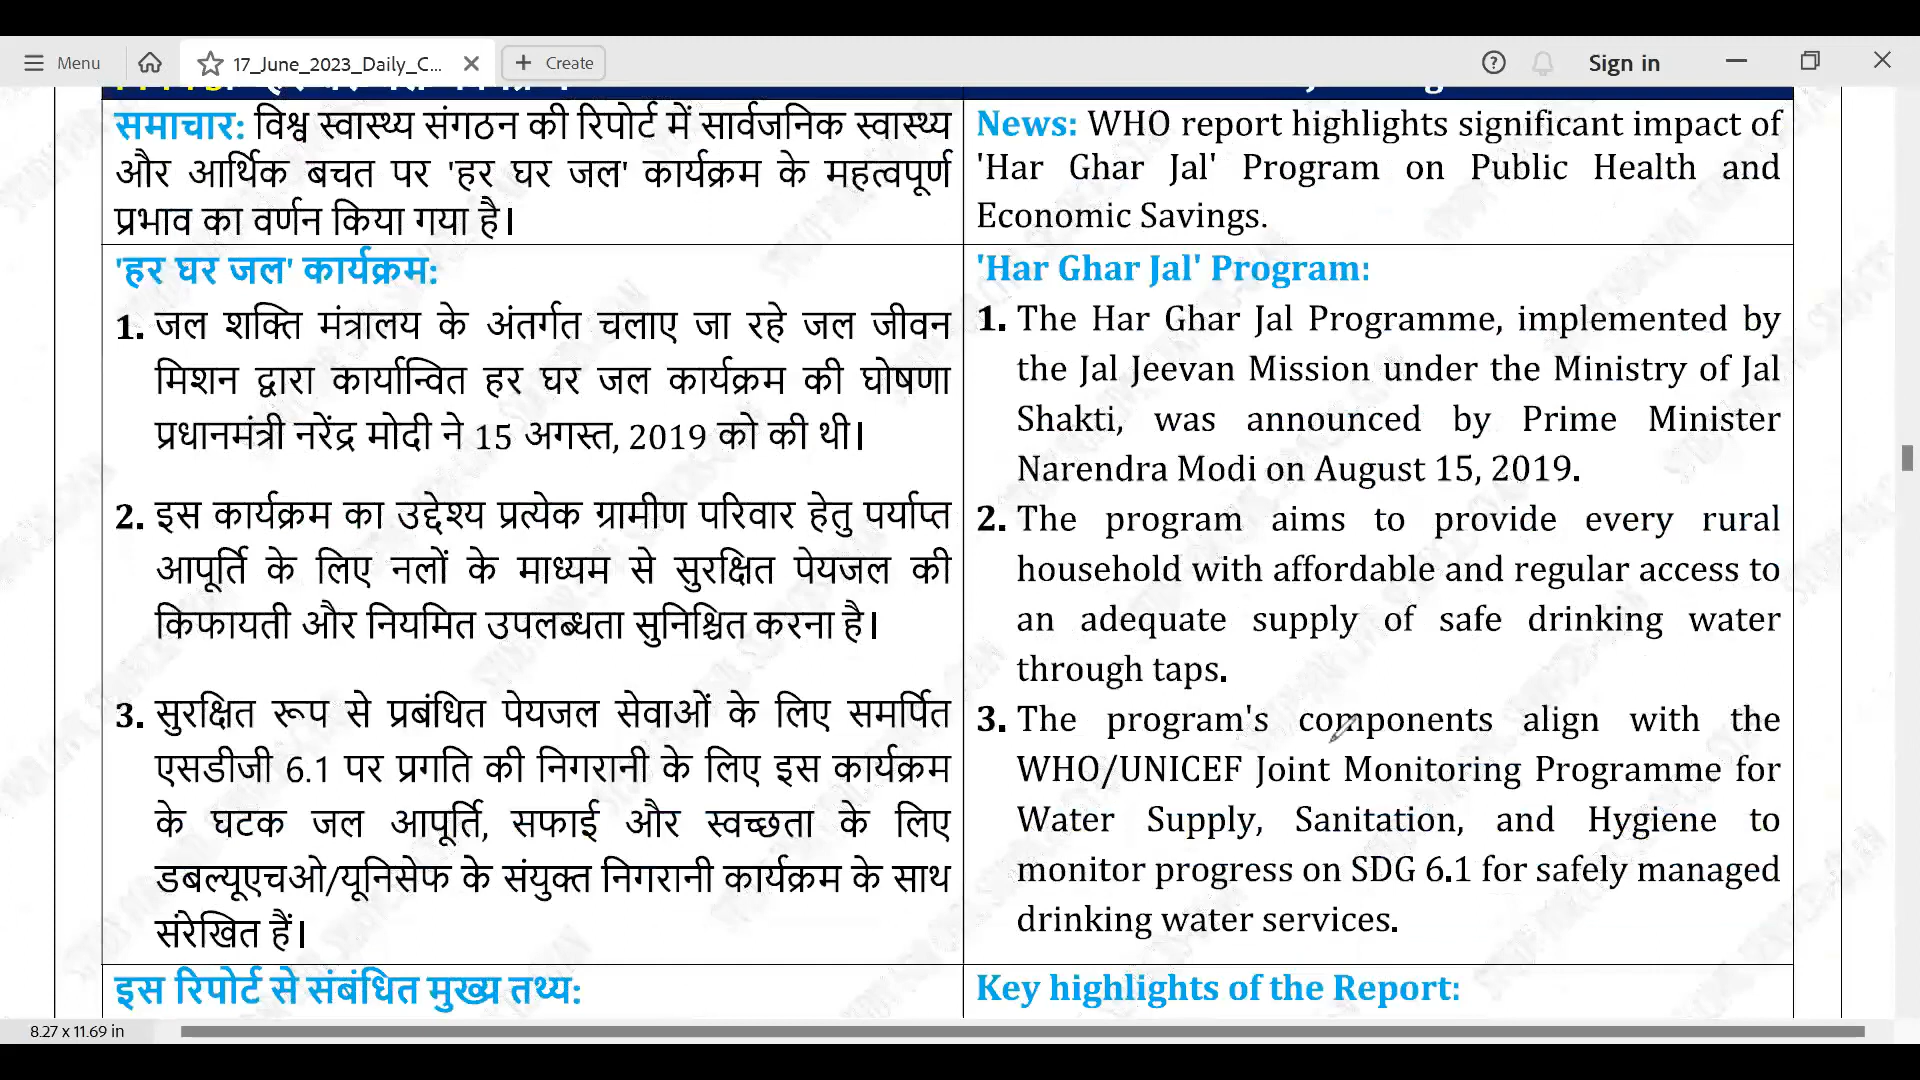 Menu
17_June_2023_Daily_C...
Create
Sign in
समाचार: विश्व स्वास्थ्य संगठन की रिपोर्ट में सार्वजनिक स्वास्थ्य
और आर्थिक बचत पर 'हर घर जल' कार्यक्रम के महत्वपूर्ण
प्रभाव का वर्णन किया गया है।
'हर घर जल' कार्यक्रम:
1. जल शक्ति मंत्रालय के अंतर्गत चलाए जा रहे जल जीवन
मिशन द्वारा कार्यान्वित हर घर जल कार्यक्रम की घोषणा
प्रधानमंत्री नरेंद्र मोदी ने 15 अगस्त, 2019 को की थी।
2. इस कार्यक्रम का उद्देश्य प्रत्येक ग्रामीण परिवार हेतु पर्याप्त
आपूर्ति के लिए नलों के माध्यम से सुरक्षित पेयजल की
किफायती और नियमित उपलब्धता सुनिश्चित करना है।
3. सुरक्षित रूप से प्रबंधित पेयजल सेवाओं के लिए समर्पित
एसडीजी 6.1 पर प्रगति की निगरानी के लिए इस कार्यक्रम
के घटक जल आपूर्ति, सफाई और स्वच्छता के लिए
डबल्यूएचओ/यूनिसेफ के संयुक्त निगरानी कार्यक्रम के साथ
संरेखित हैं।
इस रिपोर्ट से संबंधित मुख्य तथ्य:
News: WHO report highlights significant impact of
'Har Ghar Jal' Program on Public Health and
Economic Savings.
'Har Ghar Jal' Program:
1. The Har Ghar Jal Programme, implemented by
the Jal Jeevan Mission under the Ministry of Jal
Shakti, was announced by Prime Minister
Narendra Modi on August 15, 2019.
2. The program aims to provide every rural
household with affordable and regular access to
an adequate supply of safe drinking water
through taps.
3. The program's components align with the
WHO/UNICEF Joint Monitoring Programme for
Water Supply, Sanitation, and Hygiene to
monitor progress on SDG 6.1 for safely managed
drinking water services.
Key highlights of the Report:
8.27 x 11.69 in